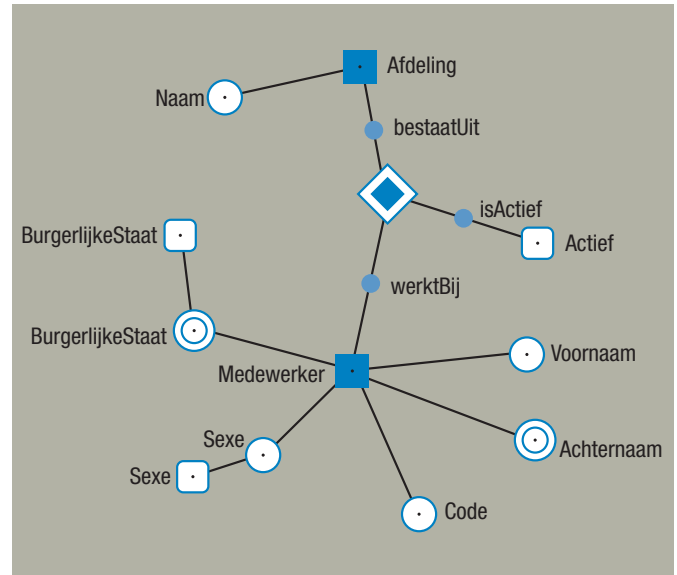 Afdeling
Naam
bestaatUit
isActief
BurgerlijkeStaat
Actief
werktBij
BurgerlijkeStaat
Voornaam
Medewerker
Sexe
Achternaam
Sexe
Code